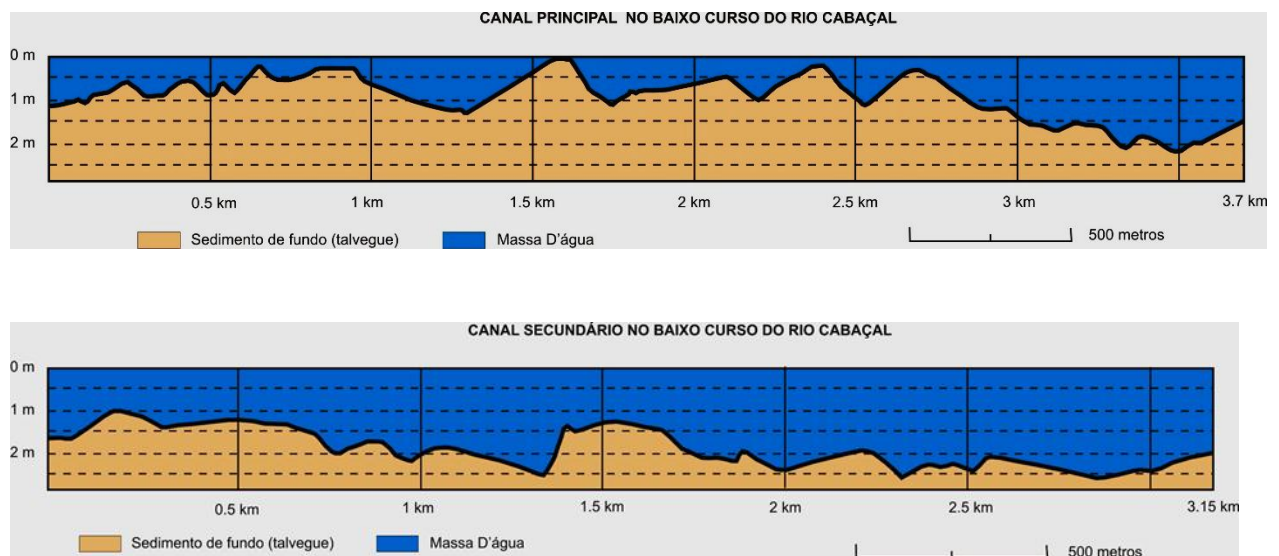 CANAL PRINCIPAL NO BAIXO CURSO DO RIO CABAÇAL
0 m
1 m
2 m
0.5 km 1 km 1.5 km 2 km 2.5 km 3 km 3.7 km
Sedimento de fundo (talvegue) Massa D'água 500 metros
CANAL SECUNDÁRIO NO BAIXO CURSO DO RIO CABAÇAL
0 m
1 m
2 m
0.5 km 1 km 1.5 km 2 km 2.5 km 3.15 km
Sedimento de fundo (talvegue) Massa D'água 500 metros